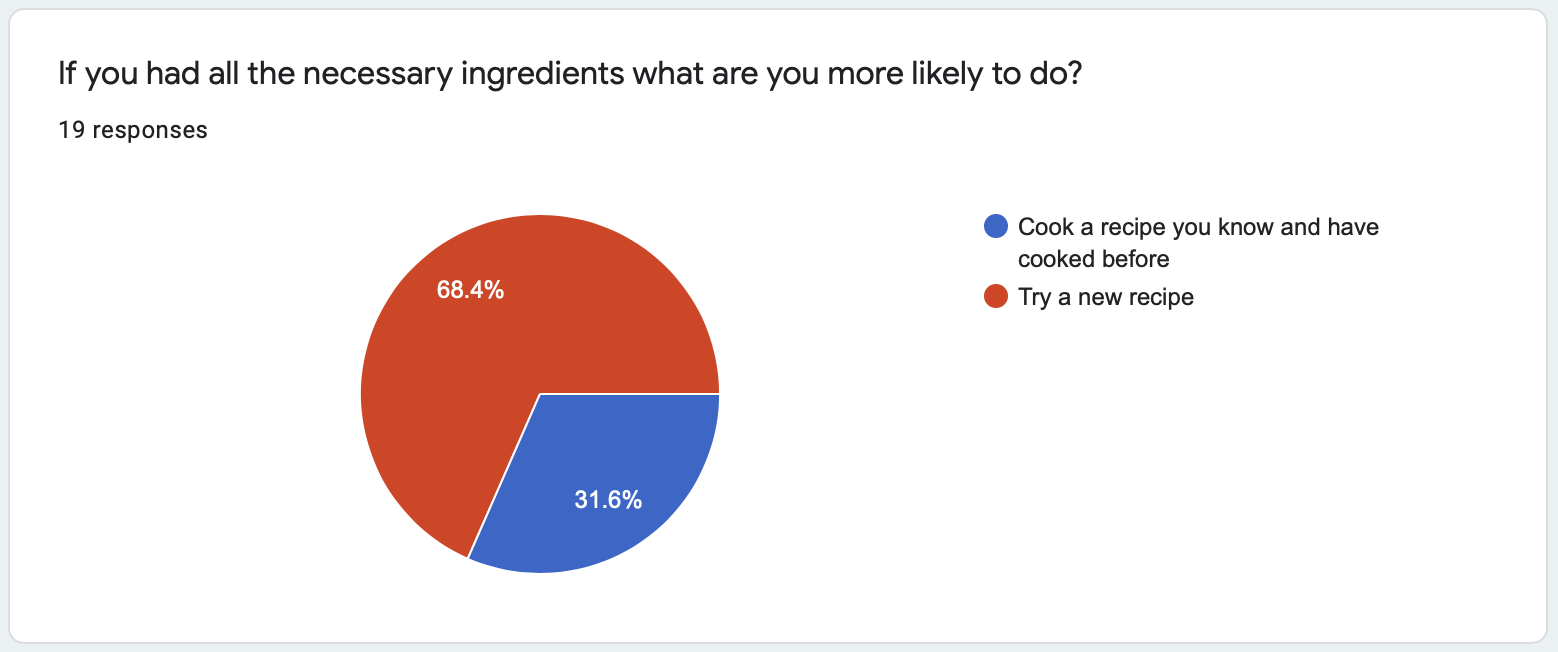 If you had all the necessary ingredients what are you more likely to do?
19 responses
68.4%
31.6%
Cook a recipe you know and have
cooked before
Try a new recipe